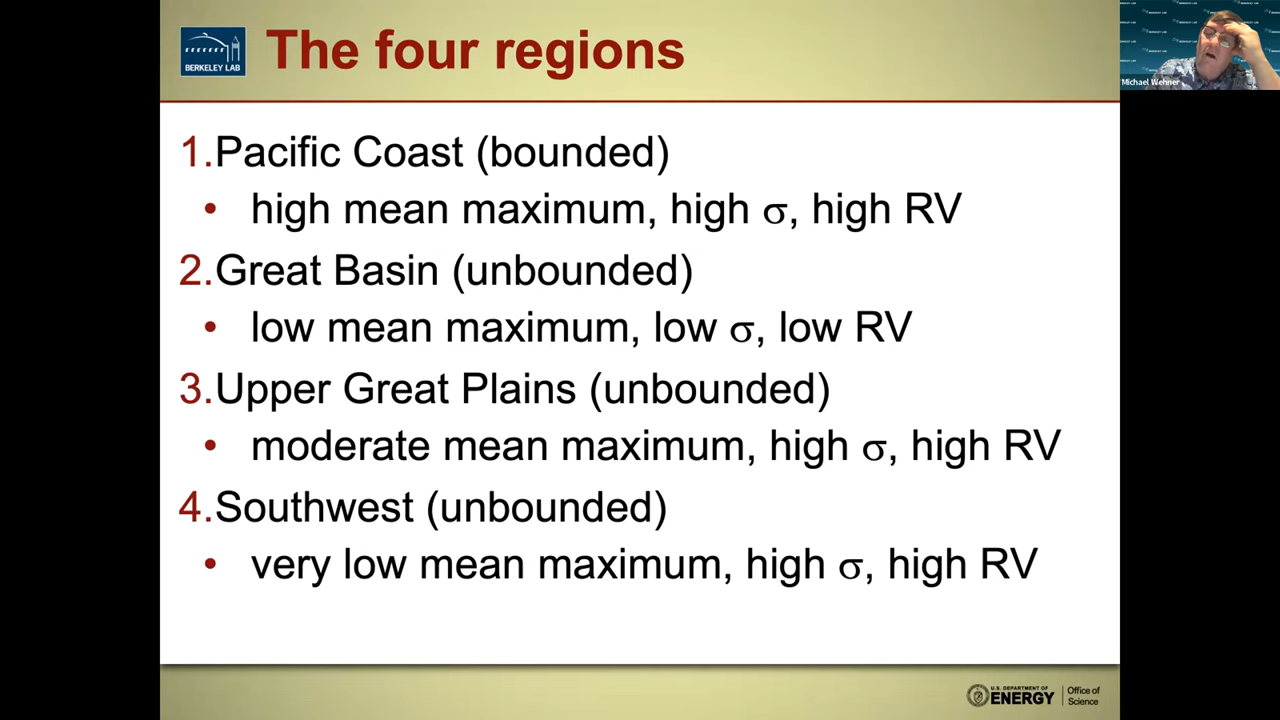 BERKELEY LAB
The four regions
Michael Wehner
1.Pacific Coast (bounded)
• high mean maximum, high σ, high RV
2.Great Basin (unbounded)
• low mean maximum, low σ, low RV
3.Upper Great Plains (unbounded)
• moderate mean maximum, high σ, high RV
4.Southwest (unbounded)
• very low mean maximum, high σ, high RV
U.S. DEPARTMENT OF
ENERGY
Office of
Science